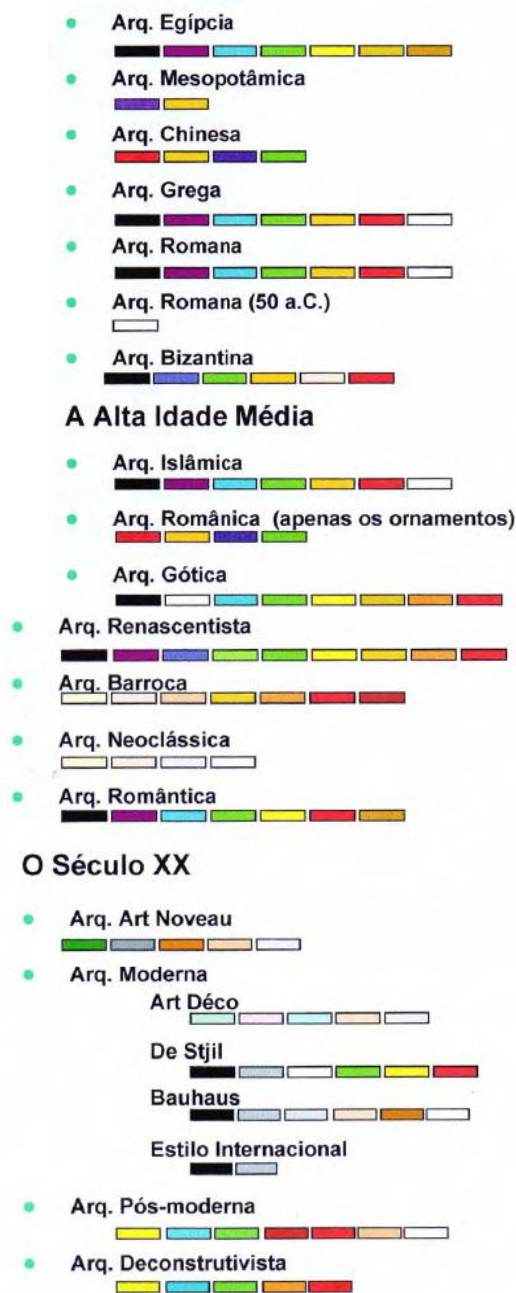 Arq. Egípcia
Arq. Mesopotâmica
Arq. Chinesa
Arq. Grega
Arq. Romana
Arq. Romana (50 a.C.)
Arq. Bizantina
A Alta Idade Média
Arq. Islâmica
Arq. Românica (apenas os ornamentos)
Arq. Gótica
Arq. Renascentista
Arq. Barroca
Arq. Neoclássica
Arq. Romântica
O Século XX
Arq. Art Noveau
Arq. Moderna
Art Déco
De Stjil
Bauhaus
Estilo Internacional
Arq. Pós-moderna
Arq. Deconstrutivista